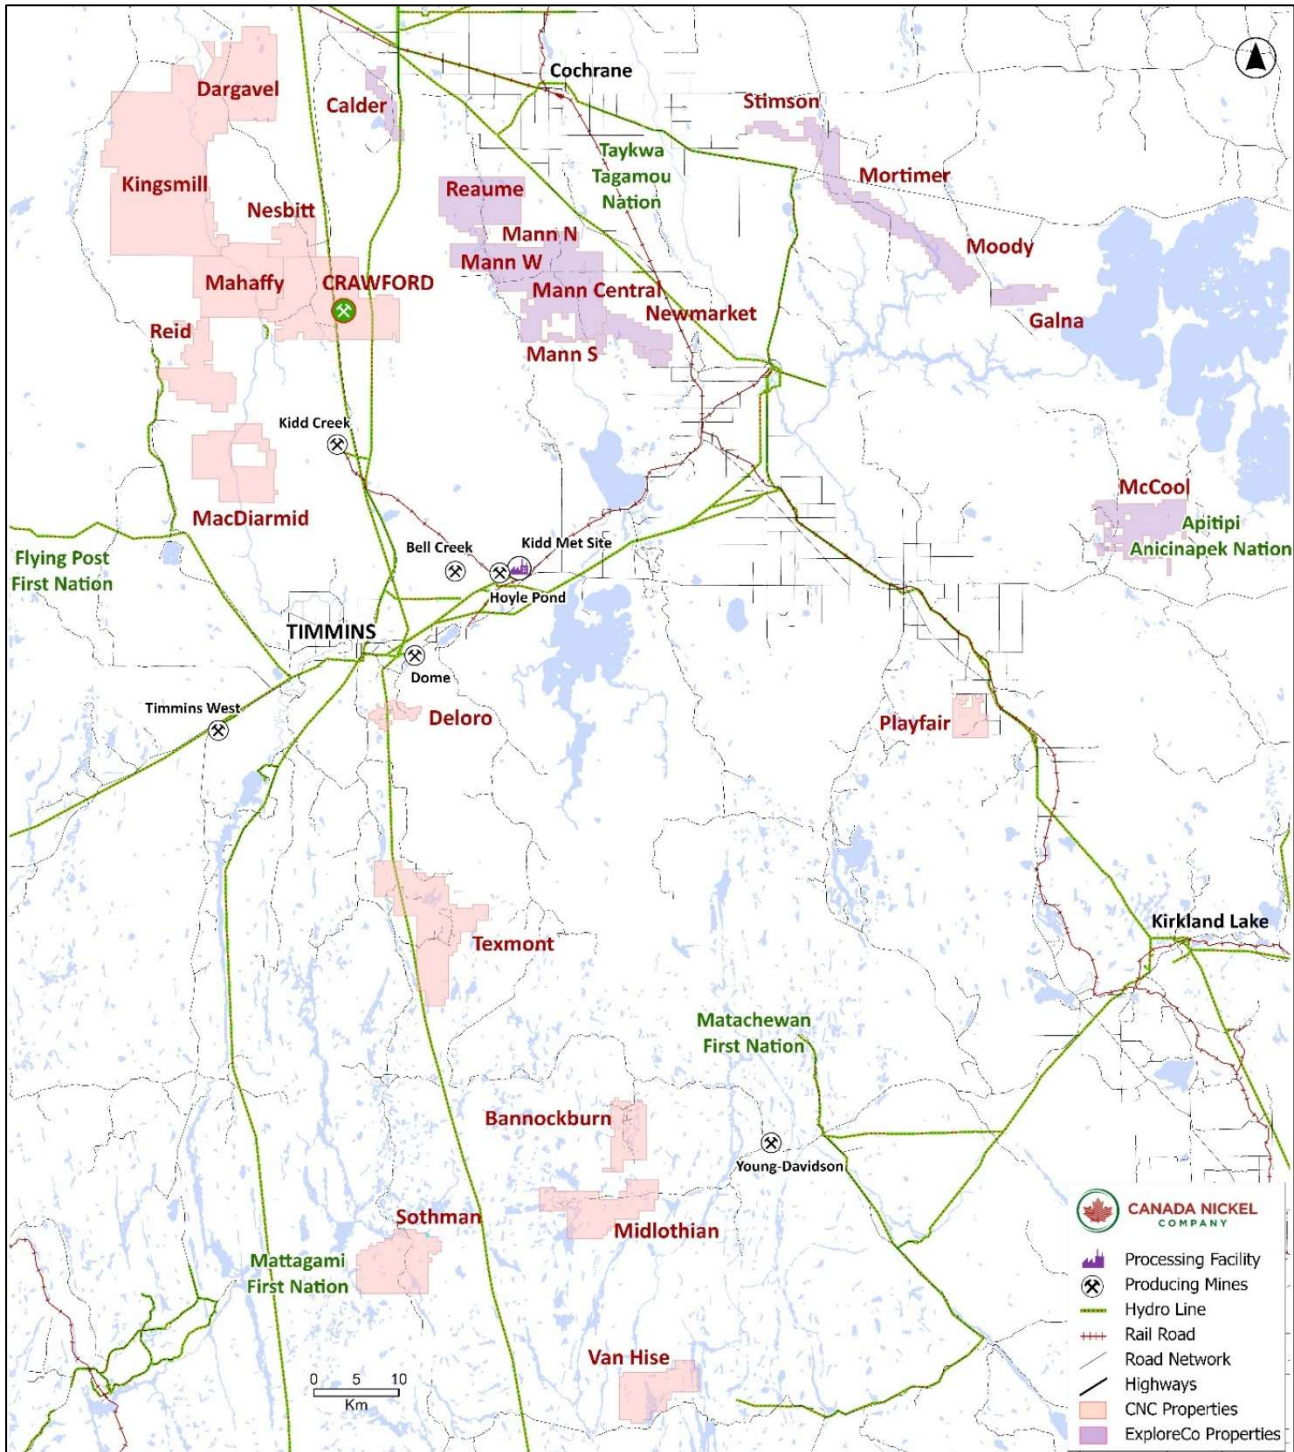 Dargavel
Calder
Cochrane
Stimson
Taykwa
Tagamou
Nation
Kingsmill
Nesbitt
Reaume
Mortimer
Mann N
Mann W
Moody
Mahaffy
CRAWFORD
Mann Central
Newmarket
Galna
Reid
Mann S
Kidd Creek
McCool
MacDiarmid
Apitipi
Anicinapek Nation
Flying Post
First Nation
Bell Creek
Kidd Met Site
Hoyle Pond
TIMMINS
Dome
Timmins West
Deloro
Playfair
Texmont
Kirkland Lake
Matachewan
First Nation
Bannockburn
Young-Davidson
Sothman
Midlothian
Mattagami
First Nation
Van Hise
0 5 10
Km
CANADA NICKEL
COMPANY
Processing Facility
Producing Mines
Hydro Line
Rail Road
Road Network
Highways
CNC Properties
ExploreCo Properties